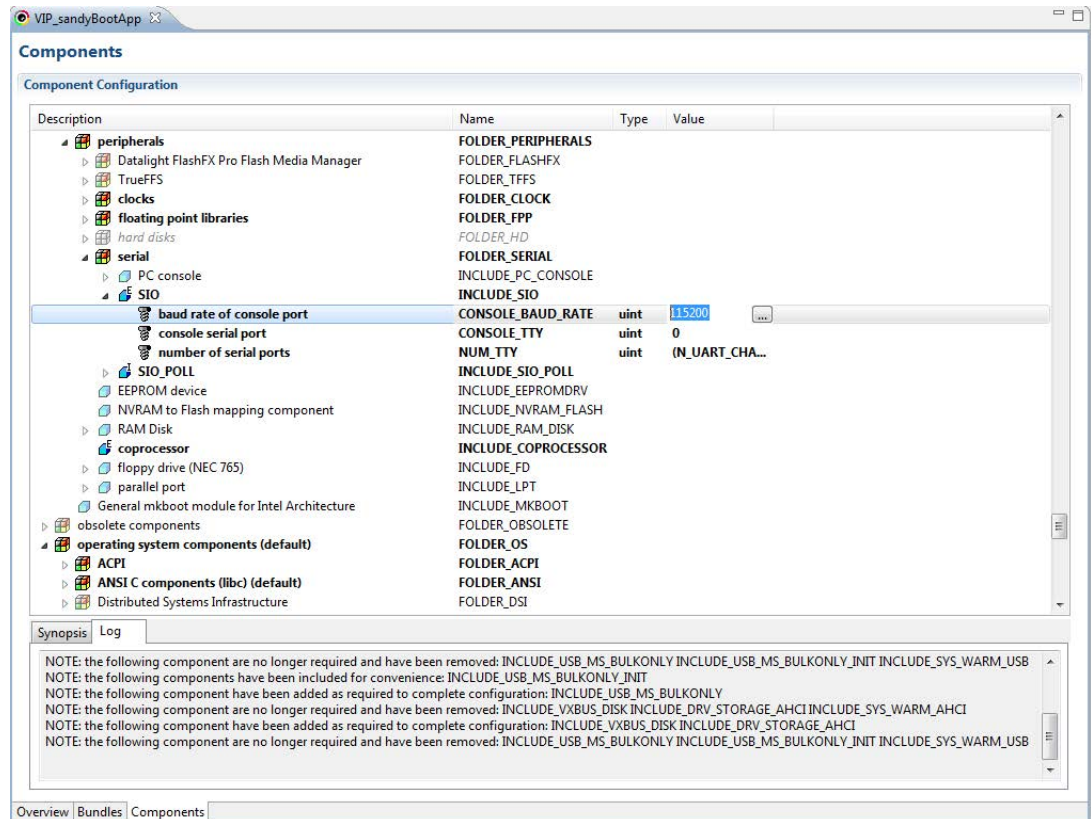 VIP_sandyBootApp
Components
Component Configuration
Description Name Type Value
peripherals FOLDER_PERIPHERALS
Datalight FlashFX Pro Flash Media Manager FOLDER_FLASHFX
TrueFFS FOLDER_TFFS
clocks FOLDER_CLOCK
floating point libraries FOLDER_FPP
hard disks FOLDER_HD
serial FOLDER_SERIAL
PC console INCLUDE_PC_CONSOLE
SIO INCLUDE_SIO
baud rate of console port CONSOLE_BAUD_RATE uint 115200 ...
console serial port CONSOLE_TTY uint 0
number of serial ports NUM_TTY uint (N_UART_CHA...
SIO_POLL INCLUDE_SIO_POLL
EEPROM device INCLUDE_EEPROMDRV
NVRAM to Flash mapping component INCLUDE_NVRAM_FLASH
RAM Disk INCLUDE_RAM_DISK
coprocessor INCLUDE_COPROCESSOR
floppy drive (NEC 765) INCLUDE_FD
parallel port INCLUDE_LPT
General mkboot module for Intel Architecture INCLUDE_MKBOOT
obsolete components FOLDER_OBSOLETE
operating system components (default) FOLDER_OS
ACPI FOLDER_ACPI
ANSI C components (libc) (default) FOLDER_ANSI
Distributed Systems Infrastructure FOLDER_DSI
Synopsis Log
NOTE: the following component are no longer required and have been removed: INCLUDE_USB_MS_BULKONLY INCLUDE_USB_MS_BULKONLY_INIT INCLUDE_SYS_WARM_USB
NOTE: the following components have been included for convenience: INCLUDE_USB_MS_BULKONLY_INIT
NOTE: the following component have been added as required to complete configuration: INCLUDE_USB_MS_BULKONLY
NOTE: the following component are no longer required and have been removed: INCLUDE_VXBUS_DISK INCLUDE_DRV_STORAGE_AHCI INCLUDE_SYS_WARM_AHCI
NOTE: the following component have been added as required to complete configuration: INCLUDE_VXBUS_DISK INCLUDE_DRV_STORAGE_AHCI
NOTE: the following component are no longer required and have been removed: INCLUDE_USB_MS_BULKONLY INCLUDE_USB_MS_BULKONLY_INIT INCLUDE_SYS_WARM_USB
Overview Bundles Components